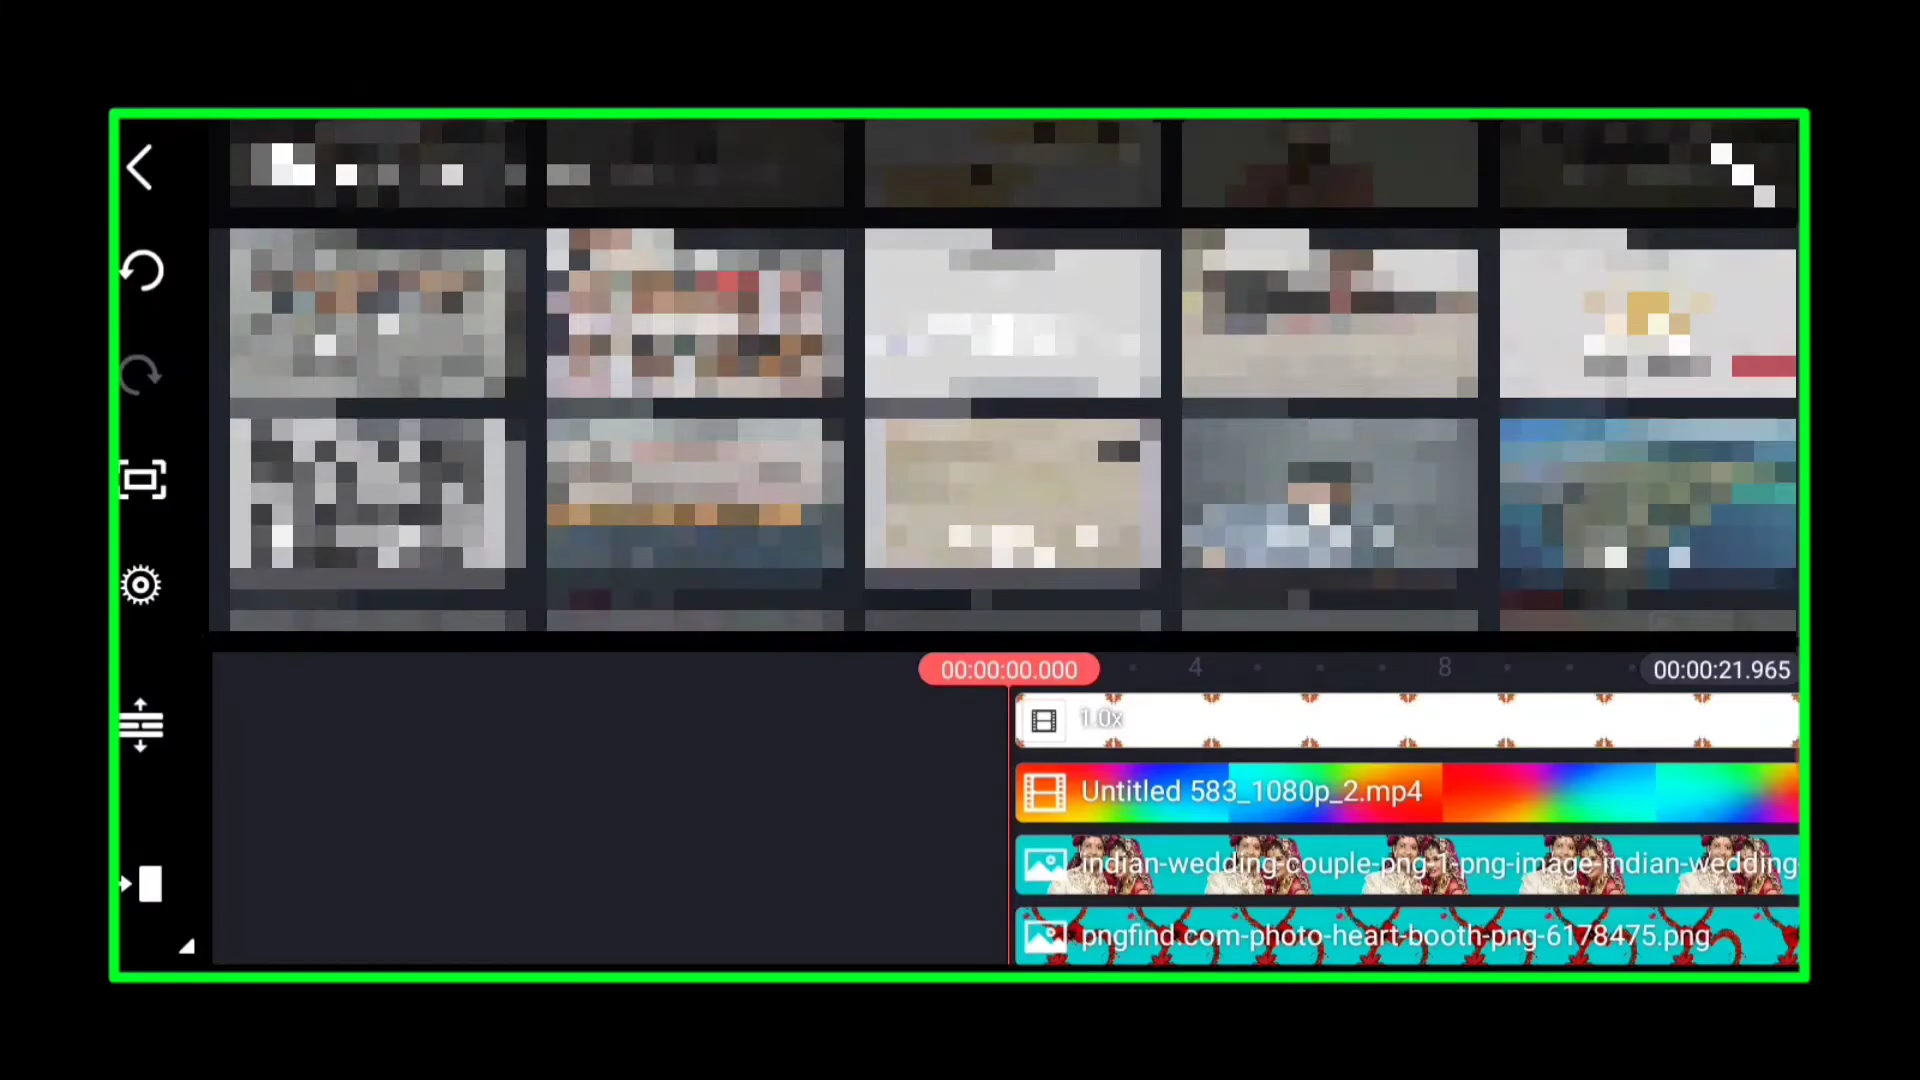 00:00:00.000 4 8 00:00:21.965
1.0x
Untitled 583_1080p_2.mp4
indian-wedding-couple-png-1-png-image-indian-wedding-
pngfind.com-photo-heart-booth-png-6178475.png